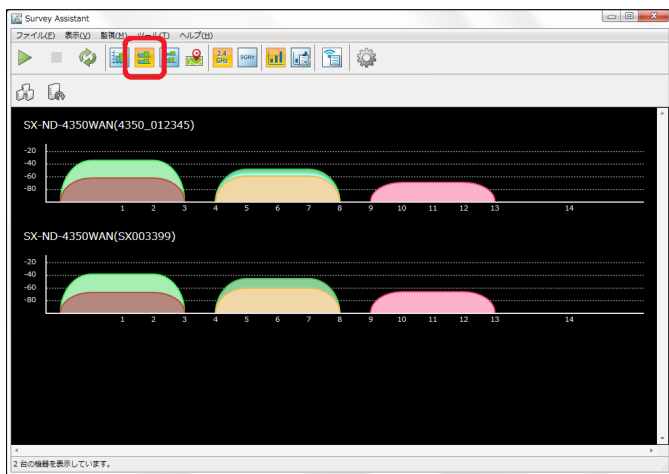 Survey Assistant
ファイル(F) 表示(V) 監視(M) ツール(T) ヘルプ(H)
2.4 GHz 5GHz
SX-ND-4350WAN(4350_012345)
-20
-40
-60
-80
1 2 3 4 5 6 7 8 9 10 11 12 13 14
SX-ND-4350WAN(SX003399)
-20
-40
-60
-80
1 2 3 4 5 6 7 8 9 10 11 12 13 14
2 台の機器を表示しています。